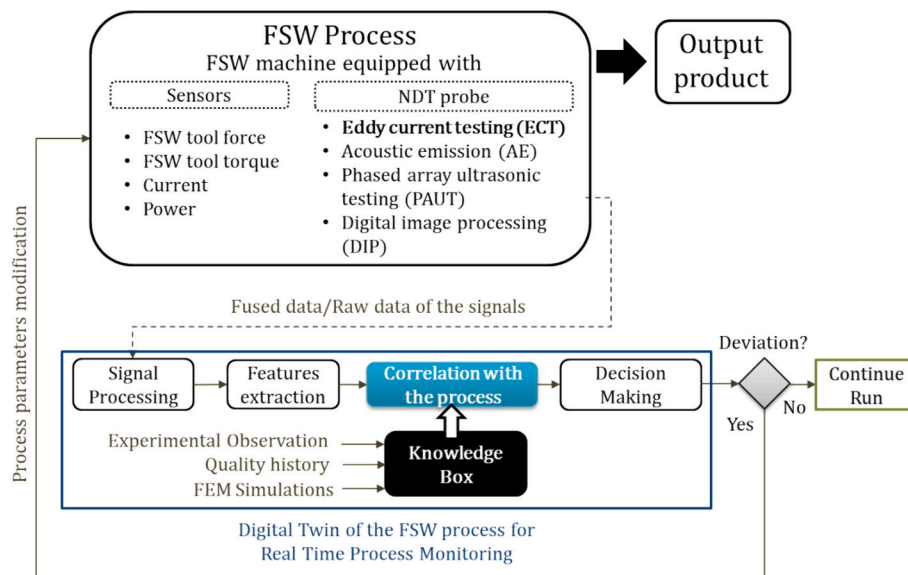 FSW Process
FSW machine equipped with
Sensors
• FSW tool force
• FSW tool torque
• Current
• Power
NDT probe
• Eddy current testing (ECT)
• Acoustic emission (AE)
• Phased array ultrasonic
testing (PAUT)
• Digital image processing
(DIP)
Output
product
Process parameters modification
Fused data/Raw data of the signals
Signal
Processing
Features
extraction
Correlation with
the process
Decision
Making
Deviation?
Yes
No
Continue
Run
Experimental Observation
Quality history
FEM Simulations
Knowledge
Box
Digital Twin of the FSW process for
Real Time Process Monitoring